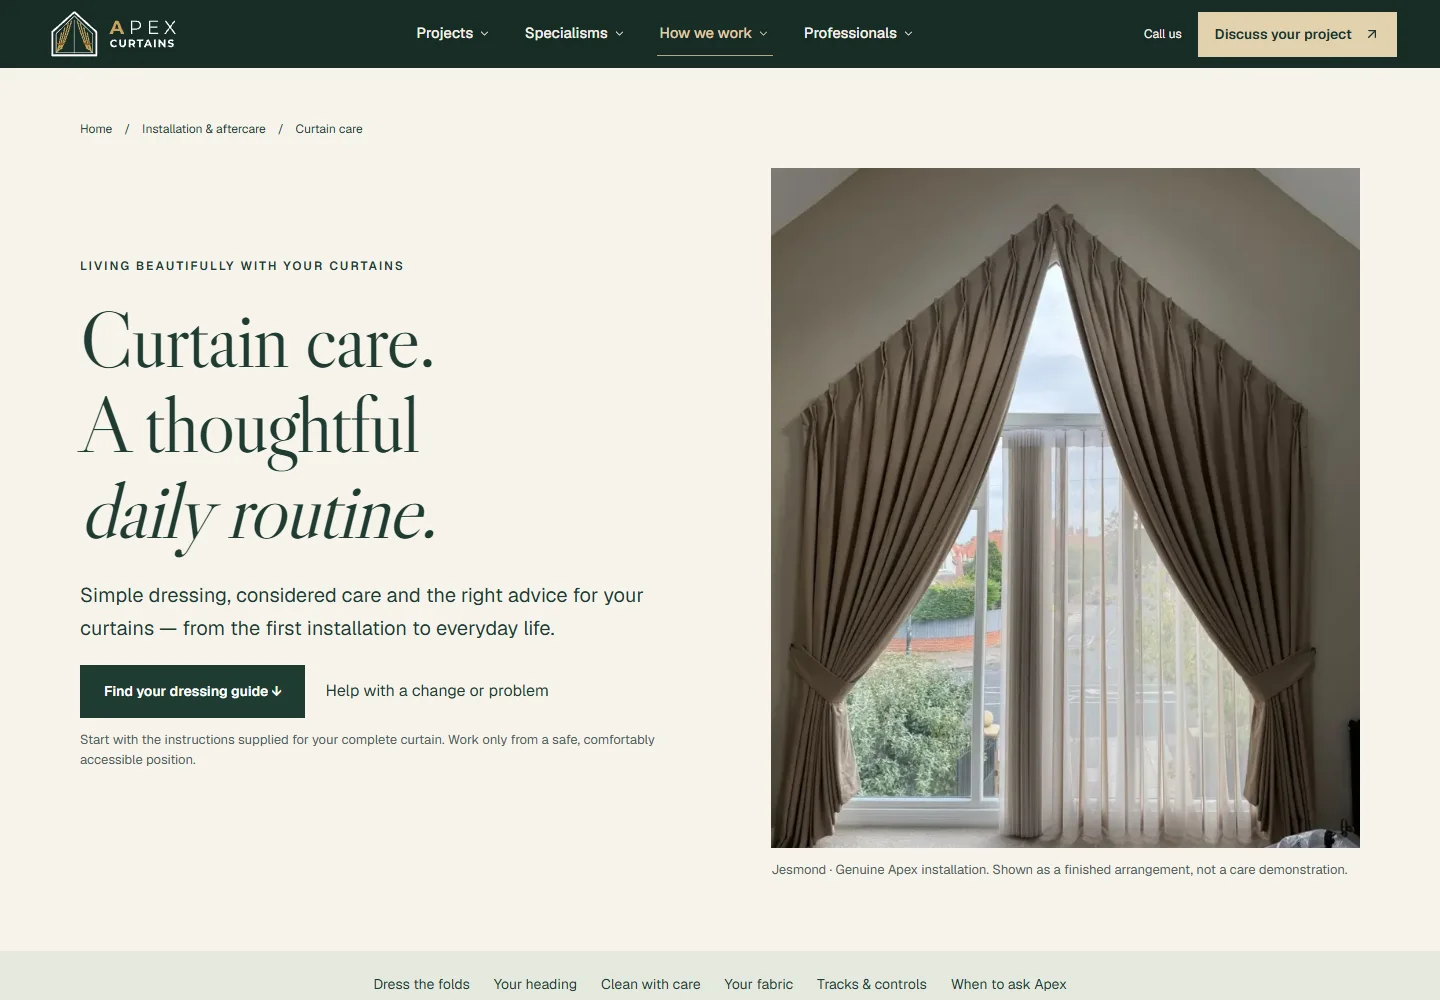 APEX
CURTAINS
Projects
Specialisms
How we work
Professionals
Call us
Discuss your project
Home / Installation & aftercare / Curtain care
LIVING BEAUTIFULLY WITH YOUR CURTAINS
Curtain care.
A thoughtful
daily routine.
Simple dressing, considered care and the right advice for your
curtains — from the first installation to everyday life.
Find your dressing guide ↓
Help with a change or problem
Start with the instructions supplied for your complete curtain. Work only from a safe, comfortably
accessible position.
Jesmond · Genuine Apex installation. Shown as a finished arrangement, not a care demonstration.
Dress the folds
Your heading
Clean with care
Your fabric
Tracks & controls
When to ask Apex